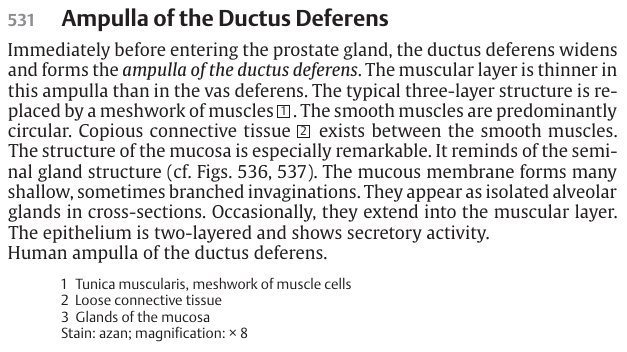 531 Ampulla of the Ductus Deferens
Immediately before entering the prostate gland, the ductus deferens widens
and forms the ampulla of the ductus deferens. The muscular layer is thinner in
this ampulla than in the vas deferens. The typical three-layer structure is re-
placed by a meshwork of muscles 1. The smooth muscles are predominantly
circular. Copious connective tissue 2 exists between the smooth muscles.
The structure of the mucosa is especially remarkable. It reminds of the semi-
nal gland structure (cf. Figs. 536, 537). The mucous membrane forms many
shallow, sometimes branched invaginations. They appear as isolated alveolar
glands in cross-sections. Occasionally, they extend into the muscular layer.
The epithelium is two-layered and shows secretory activity.
Human ampulla of the ductus deferens.
1 Tunica muscularis, meshwork of muscle cells
2 Loose connective tissue
3 Glands of the mucosa
Stain: azan; magnification: × 8